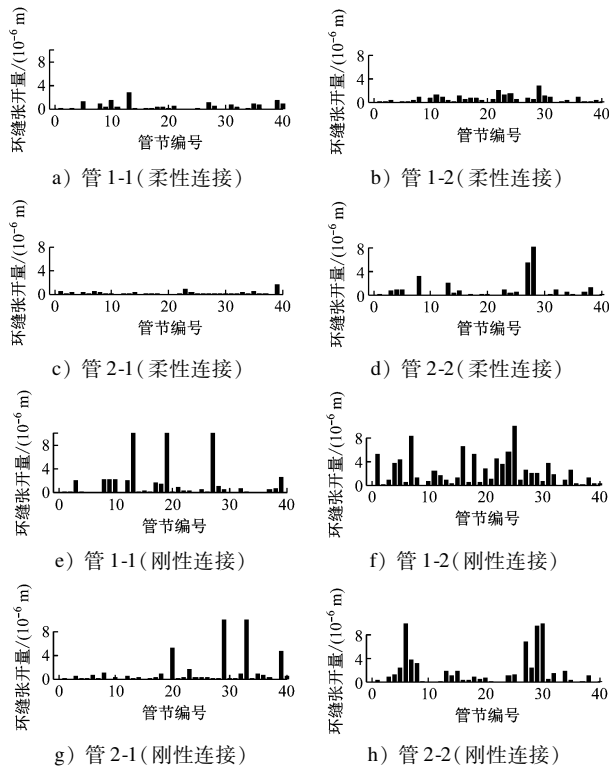 环缝张开量/(10⁻⁶ m)
8
4
0
0 10 20 30 40
管节编号
a) 管 1-1(柔性连接)
环缝张开量/(10⁻⁶ m)
8
4
0
0 10 20 30 40
管节编号
b) 管 1-2(柔性连接)
环缝张开量/(10⁻⁶ m)
8
4
0
0 10 20 30 40
管节编号
c) 管 2-1(柔性连接)
环缝张开量/(10⁻⁶ m)
8
4
0
0 10 20 30 40
管节编号
d) 管 2-2(柔性连接)
环缝张开量/(10⁻⁶ m)
8
4
0
0 10 20 30 40
管节编号
e) 管 1-1(刚性连接)
环缝张开量/(10⁻⁶ m)
8
4
0
0 10 20 30 40
管节编号
f) 管 1-2(刚性连接)
环缝张开量/(10⁻⁶ m)
8
4
0
0 10 20 30 40
管节编号
g) 管 2-1(刚性连接)
环缝张开量/(10⁻⁶ m)
8
4
0
0 10 20 30 40
管节编号
h) 管 2-2(刚性连接)